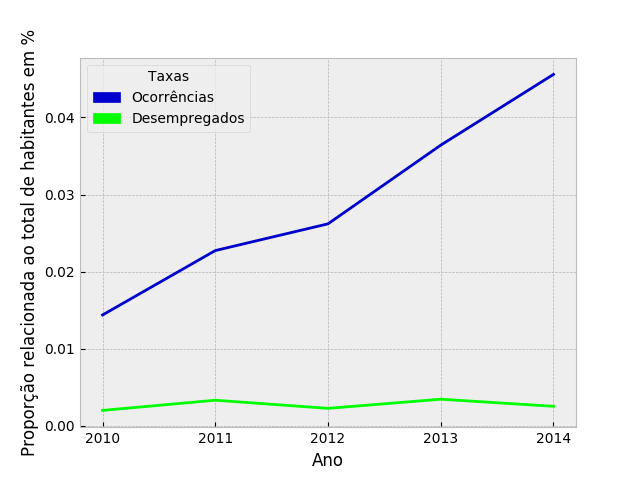 Proporção relacionada ao total de habitantes em %
Taxas
Ocorrências
Desempregados
0.04
0.03
0.02
0.01
0.00
2010 2011 2012 2013 2014
Ano